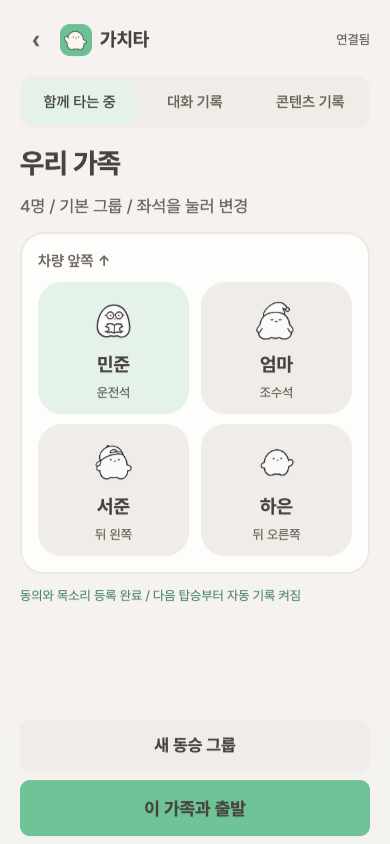 ‹ 가치타 연결됨
함께 타는 중 대화 기록 콘텐츠 기록
우리 가족
4명 / 기본 그룹 / 좌석을 눌러 변경
차량 앞쪽 ↑
민준 엄마
운전석 조수석
서준 하은
뒤 왼쪽 뒤 오른쪽
동의와 목소리 등록 완료 / 다음 탑승부터 자동 기록 켜짐
새 동승 그룹
이 가족과 출발